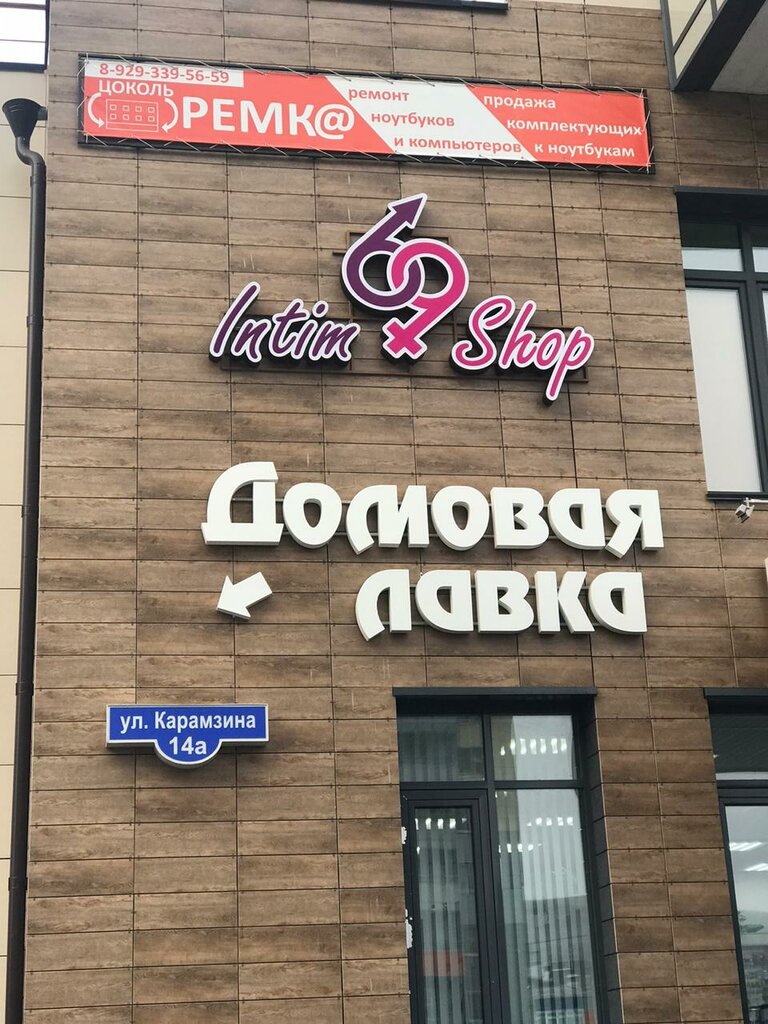 8-929-339-56-59
ЦОКОЛЬ
РЕМК@
ремонт
ноутбуков
и компьютеров
продажа
комплектующих
к ноутбукам
69
Intim Shop
Домовая
лавка
ул. Карамзина
14а